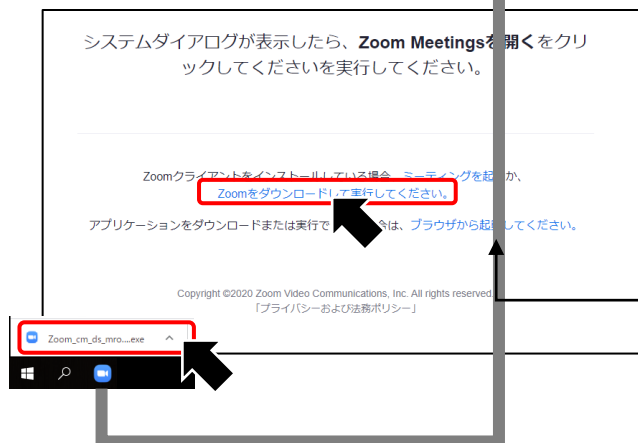 システムダイアログが表示したら、Zoom Meetingsを開くをクリ
ックしてくださいを実行してください。
Zoomクライアントをインストールしている場合、ミーティングを起 か、
Zoomをダウンロードして実行してください。
アプリケーションをダウンロードまたは実行で 合は、ブラウザから起 してください。
Copyright ©2020 Zoom Video Communications, Inc. All rights reserved.
「プライバシーおよび法務ポリシー」
Zoom_cm_ds_mro....exe